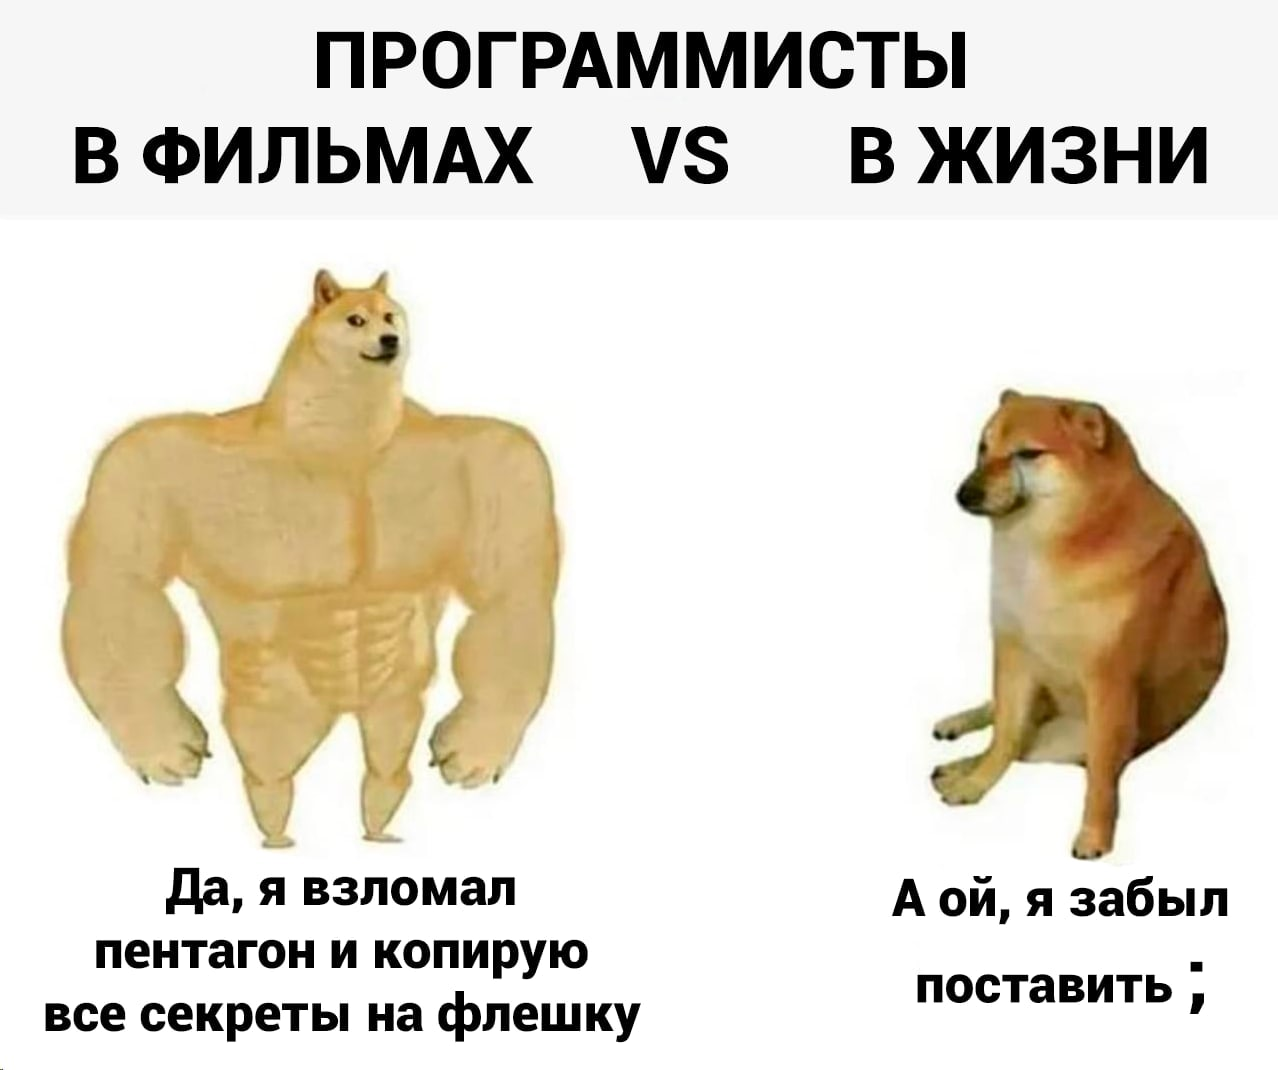 ПРОГРАММИСТЫ
В ФИЛЬМАХ VS В ЖИЗНИ
Да, я взломал
пентагон и копирую
все секреты на флешку
А ой, я забыл
поставить ;